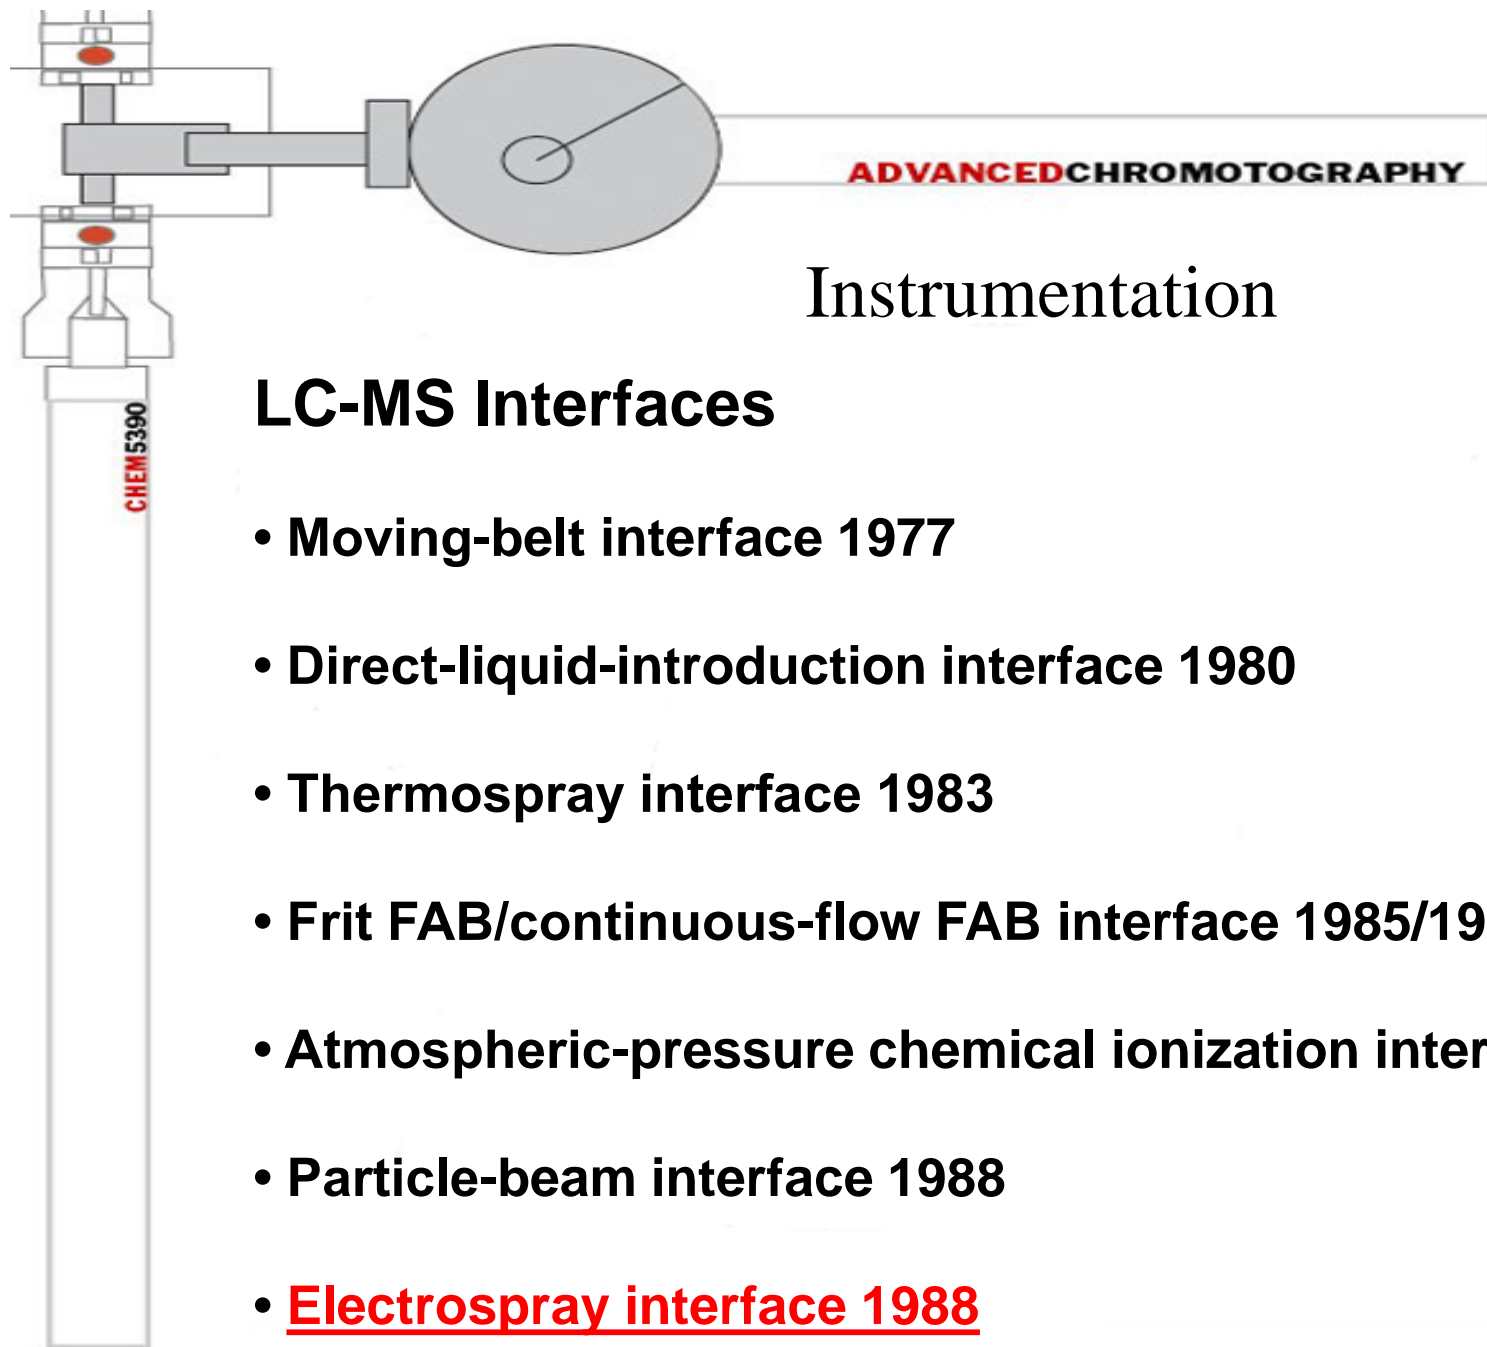 ADVANCEDCHROMOTOGRAPHY
Instrumentation
LC-MS Interfaces
CHEM5390
• Moving-belt interface 1977
• Direct-liquid-introduction interface 1980
• Thermospray interface 1983
• Frit FAB/continuous-flow FAB interface 1985/19
• Atmospheric-pressure chemical ionization inter
• Particle-beam interface 1988
• Electrospray interface 1988